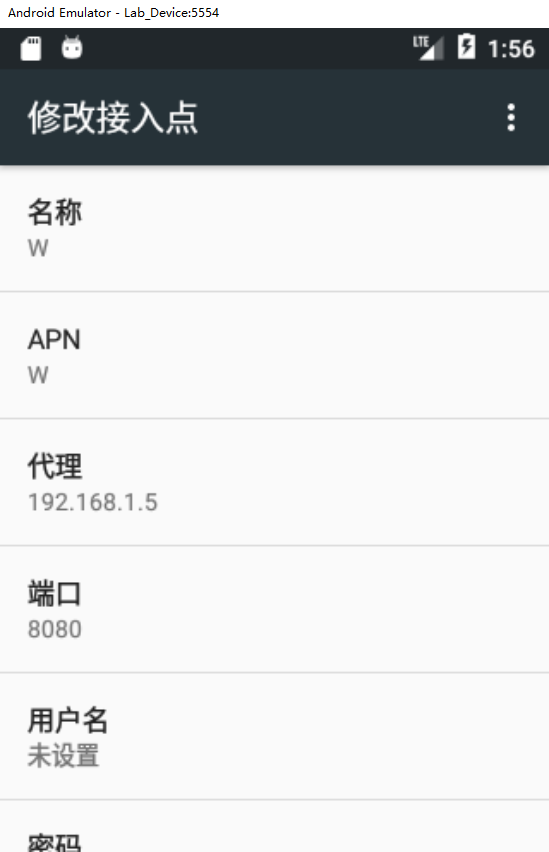 Android Emulator - Lab_Device:5554
LTE 1:56
修改接入点
名称
W
APN
W
代理
192.168.1.5
端口
8080
用户名
未设置
密码